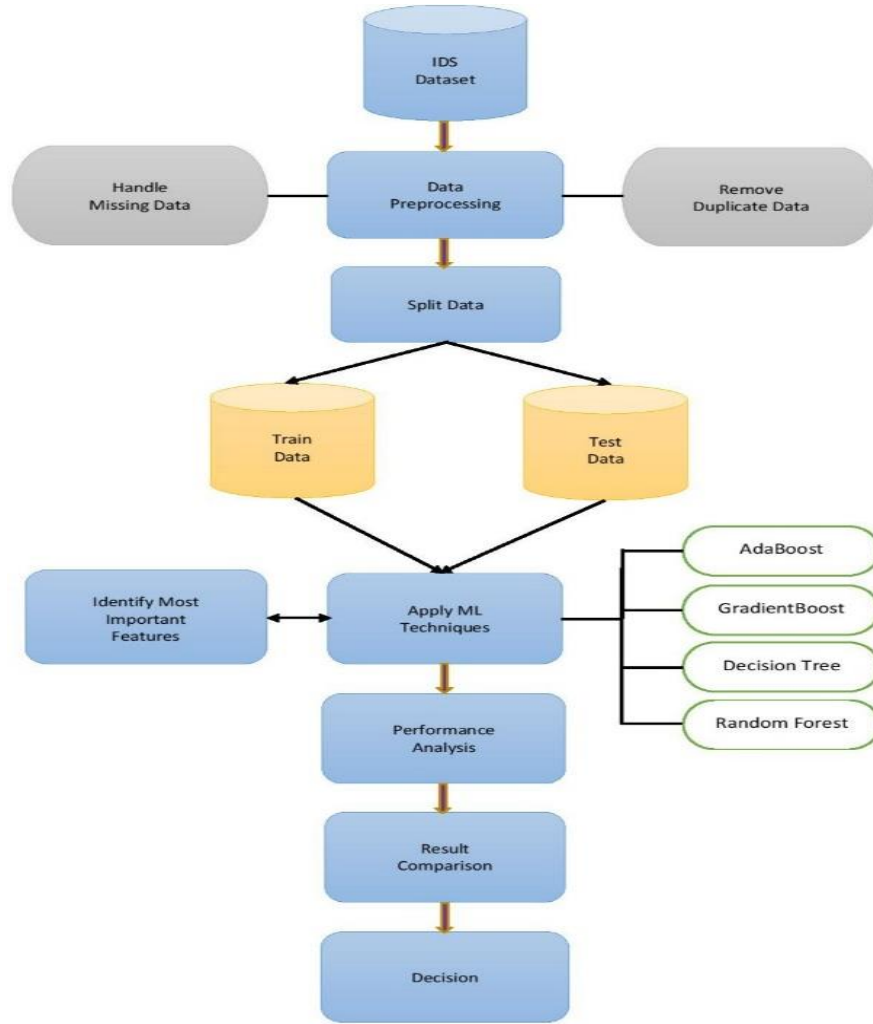 IDS
Dataset
Handle
Missing Data
Data
Preprocessing
Remove
Duplicate Data
Split Data
Train
Data
Test
Data
Identify Most
Important
Features
Apply ML
Techniques
AdaBoost
GradientBoost
Decision Tree
Random Forest
Performance
Analysis
Result
Comparison
Decision